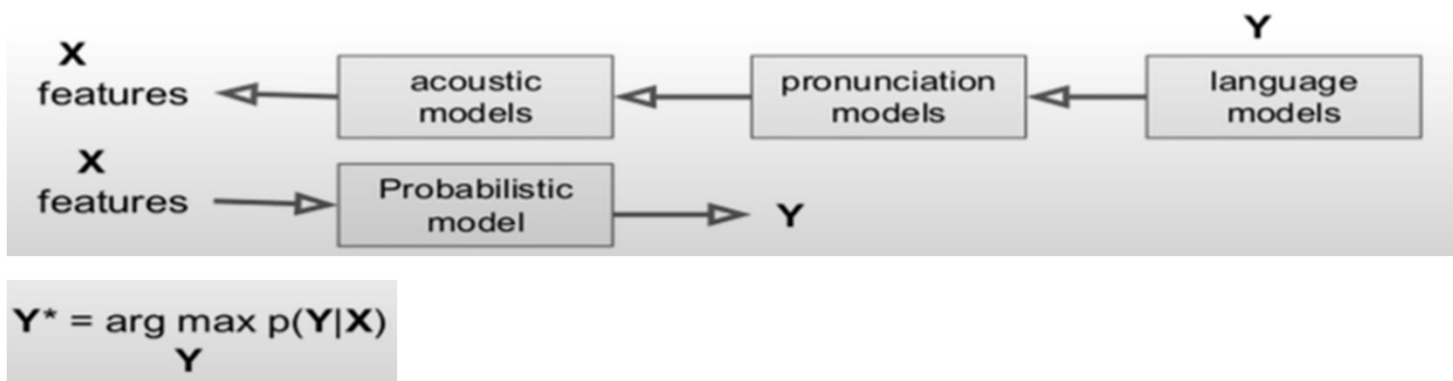 Y
X
features
acoustic
models
pronunciation
models
language
models
X
features
Probabilistic
model
Y
Y* = arg max p(Y|X)
Y